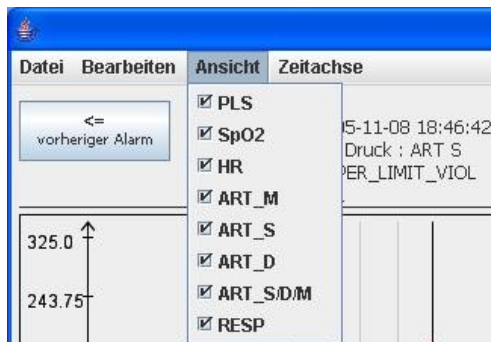 Datei Bearbeiten Ansicht Zeitachse
<=
vorheriger Alarm
PLS
SpO2
HR
ART_M
ART_S
ART_D
ART_S/D/M
RESP
5-11-08 18:46:42
Druck : ART S
PER_LIMIT_VIOL
325.0
243.75